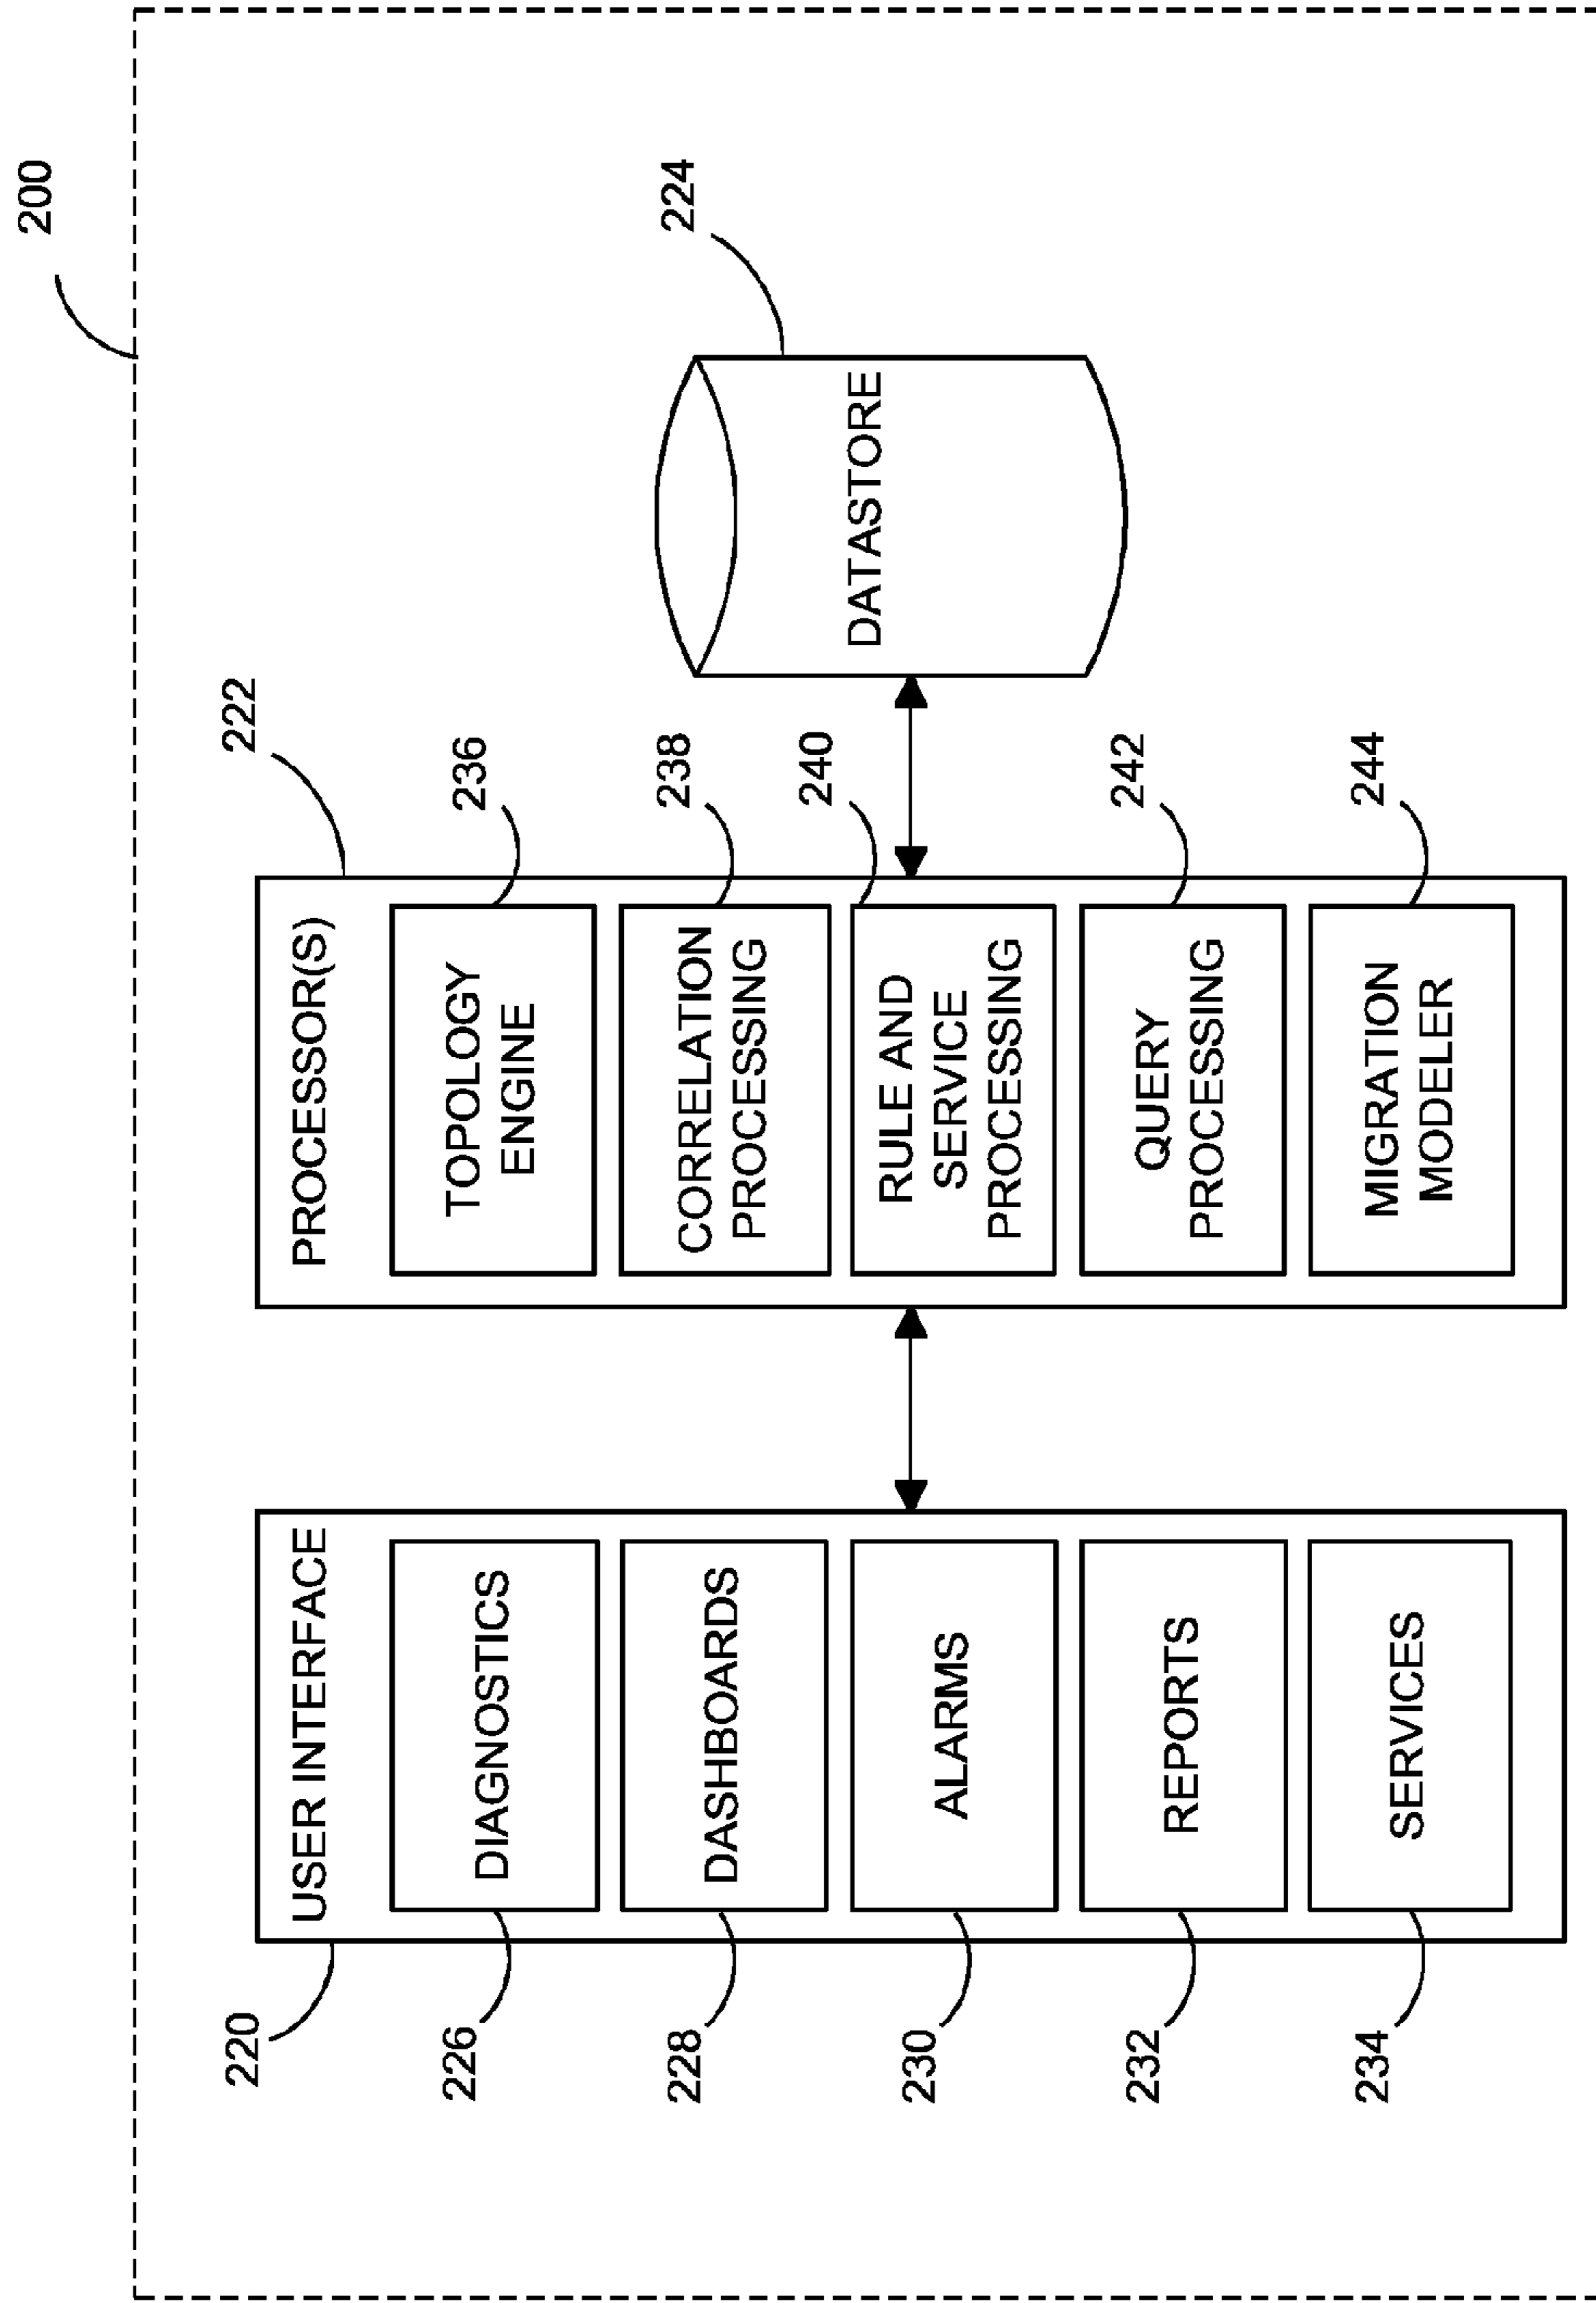 200
220
USER INTERFACE
226
DIAGNOSTICS
228
DASHBOARDS
230
ALARMS
232
REPORTS
234
SERVICES
222
PROCESSOR(S)
236
TOPOLOGY
ENGINE
238
CORRELATION
PROCESSING
240
RULE AND
SERVICE
PROCESSING
242
QUERY
PROCESSING
244
MIGRATION
MODELER
224
DATASTORE